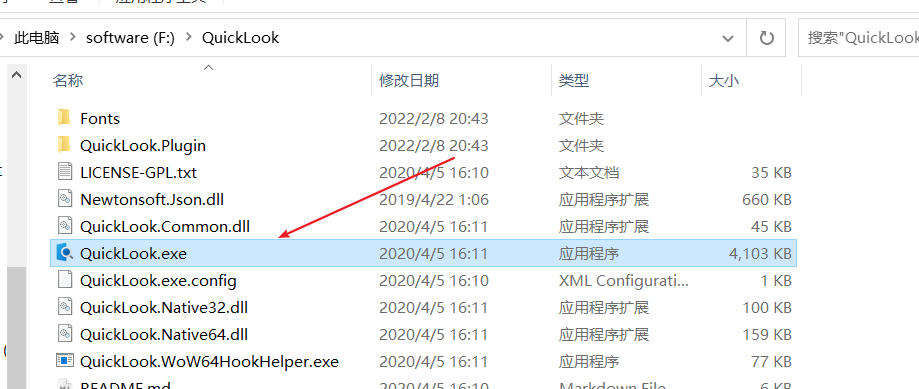 此电脑 > software (F:) > QuickLook
搜索"QuickLook
名称 修改日期 类型 大小
Fonts 2022/2/8 20:43 文件夹
QuickLook.Plugin 2022/2/8 20:43 文件夹
LICENSE-GPL.txt 2020/4/5 16:10 文本文档 35 KB
Newtonsoft.Json.dll 2019/4/22 1:06 应用程序扩展 660 KB
QuickLook.Common.dll 2020/4/5 16:11 应用程序扩展 45 KB
QuickLook.exe 2020/4/5 16:11 应用程序 4,103 KB
QuickLook.exe.config 2020/4/5 16:10 XML Configurati... 1 KB
QuickLook.Native32.dll 2020/4/5 16:11 应用程序扩展 100 KB
QuickLook.Native64.dll 2020/4/5 16:11 应用程序扩展 159 KB
QuickLook.WoW64HookHelper.exe 2020/4/5 16:11 应用程序 77 KB
README.md 2020/4/5 16:10 Markdown File 6 KB